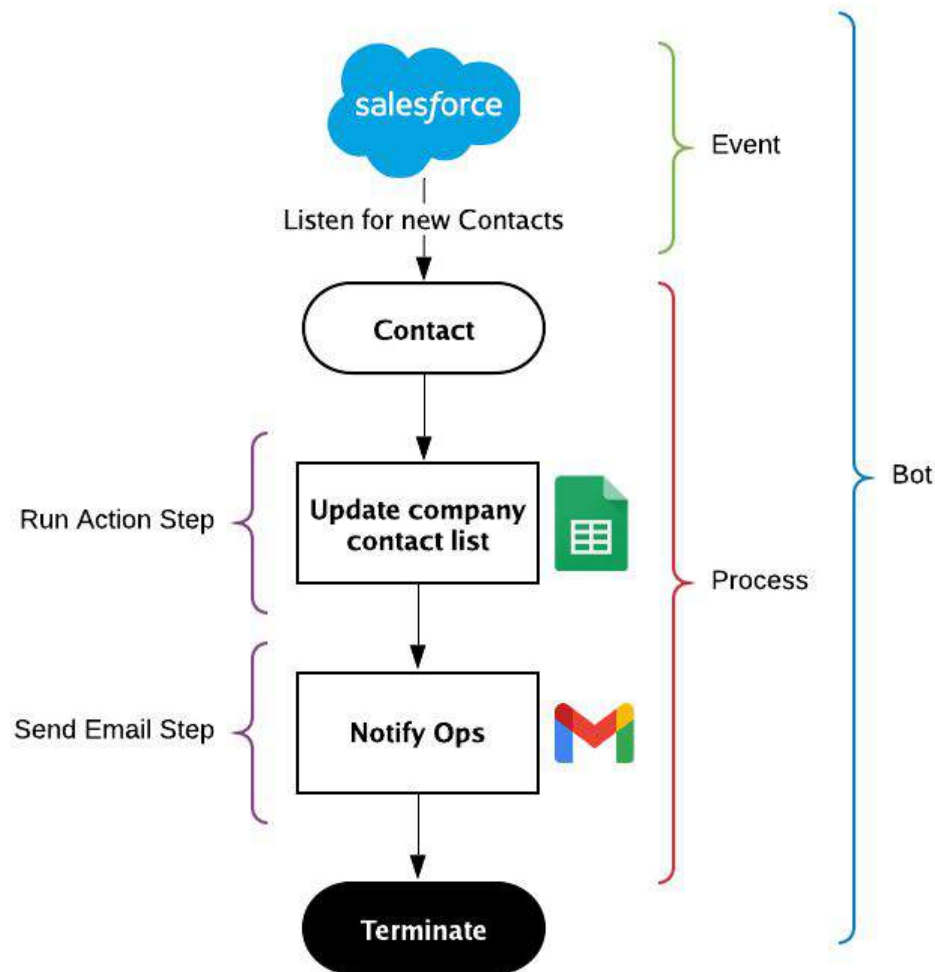 salesforce
Event
Listen for new Contacts
Contact
Bot
Run Action Step
Update company
contact list
Process
Send Email Step
Notify Ops
Terminate